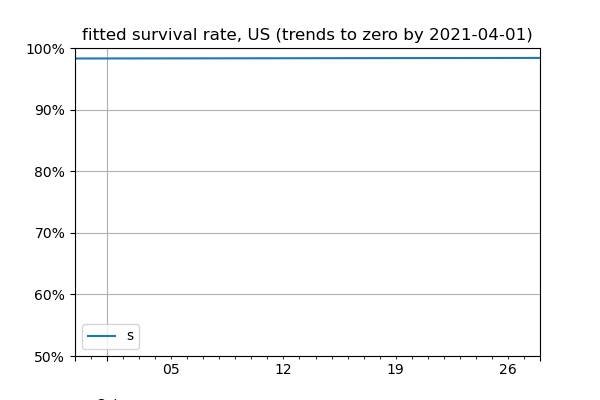 fitted survival rate, US (trends to zero by 2021-04-01)
100%
90%
80%
70%
60%
50%
s
05 12 19 26